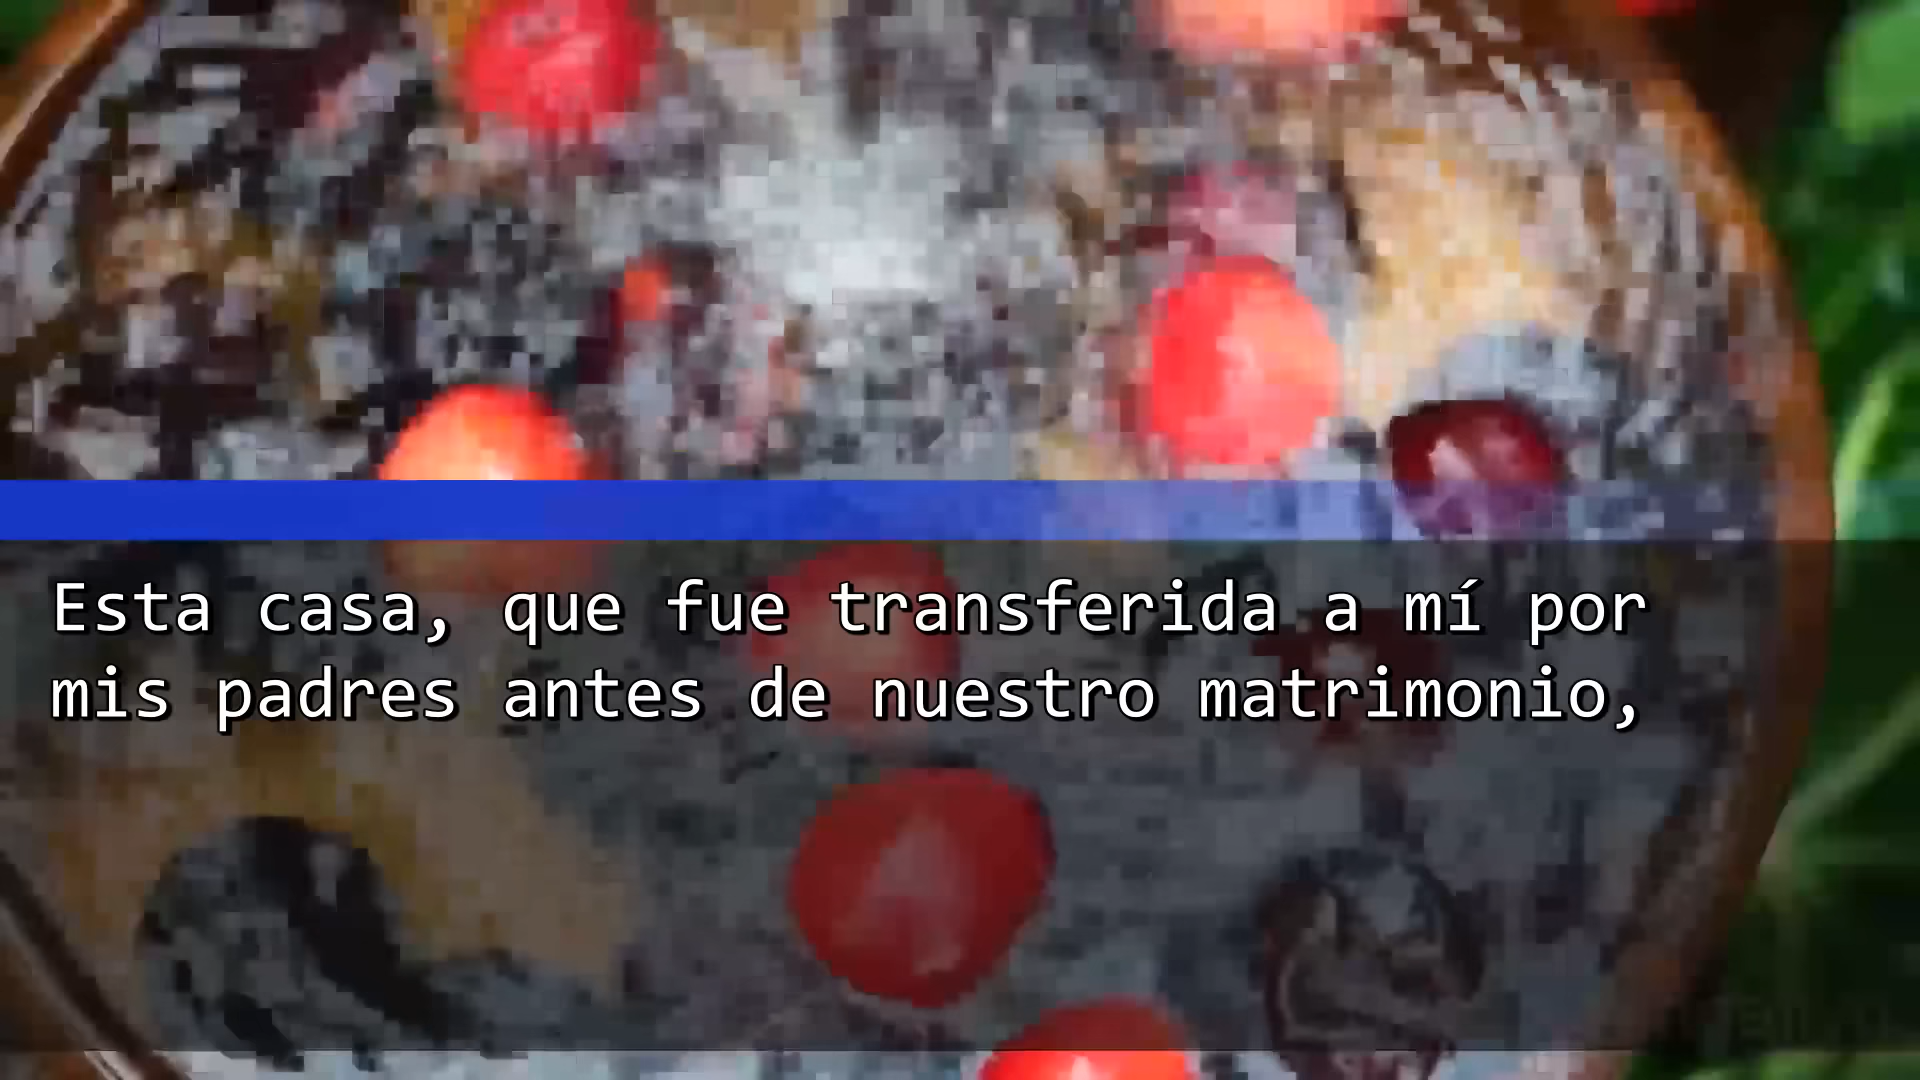 Esta casa, que fue transferida a mí por
mis padres antes de nuestro matrimonio,